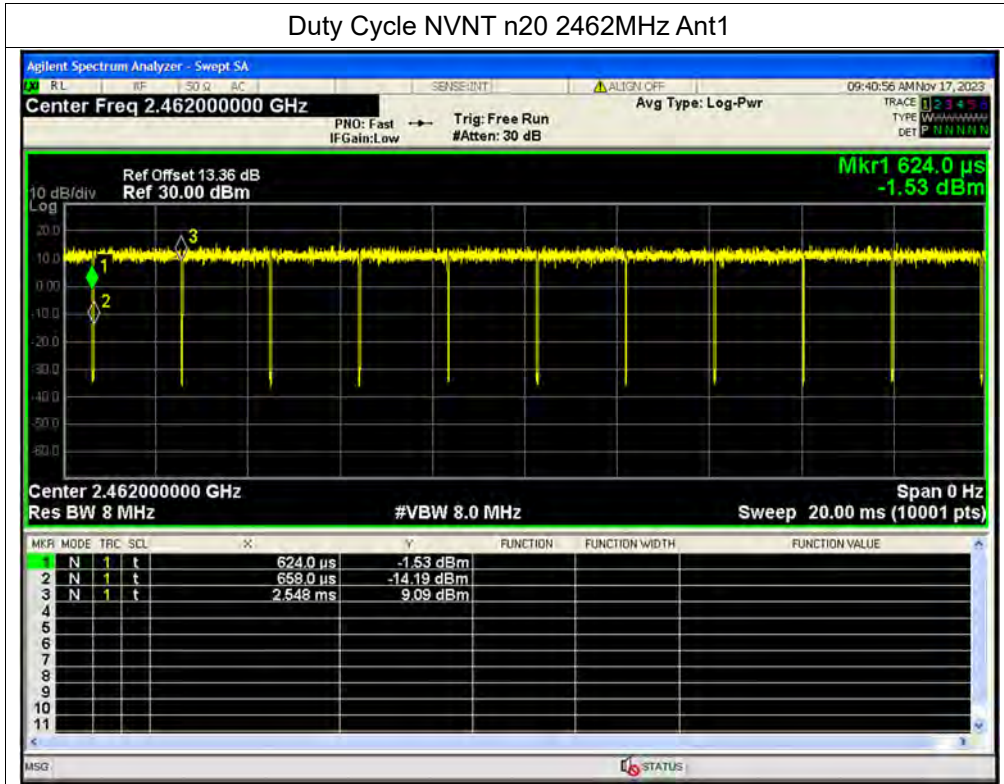 Duty Cycle NVNT n20 2462MHz Ant1
Agilent Spectrum Analyzer - Swept SA
LXI RL RF 50 Ω AC SENSE:INT ALIGN OFF 09:40:56 AM Nov 17, 2023
Center Freq 2.462000000 GHz Avg Type: Log-Pwr TRACE 1 2 3 4 5 6
PNO: Fast Trig: Free Run TYPE W
IFGain:Low #Atten: 30 dB DET P N N N N N
Mkr1 624.0 µs
Ref Offset 13.36 dB -1.53 dBm
10 dB/div Ref 30.00 dBm
Log
20.0
3
10.0
1
0.00
2
-10.0
-20.0
-30.0
-40.0
-50.0
-60.0
Center 2.462000000 GHz Span 0 Hz
Res BW 8 MHz #VBW 8.0 MHz Sweep 20.00 ms (10001 pts)
MKR MODE TRC SCL X Y FUNCTION FUNCTION WIDTH FUNCTION VALUE
1 N 1 t 624.0 µs -1.53 dBm
2 N 1 t 658.0 µs -14.19 dBm
3 N 1 t 2.548 ms 9.09 dBm
4
5
6
7
8
9
10
11
MSG STATUS